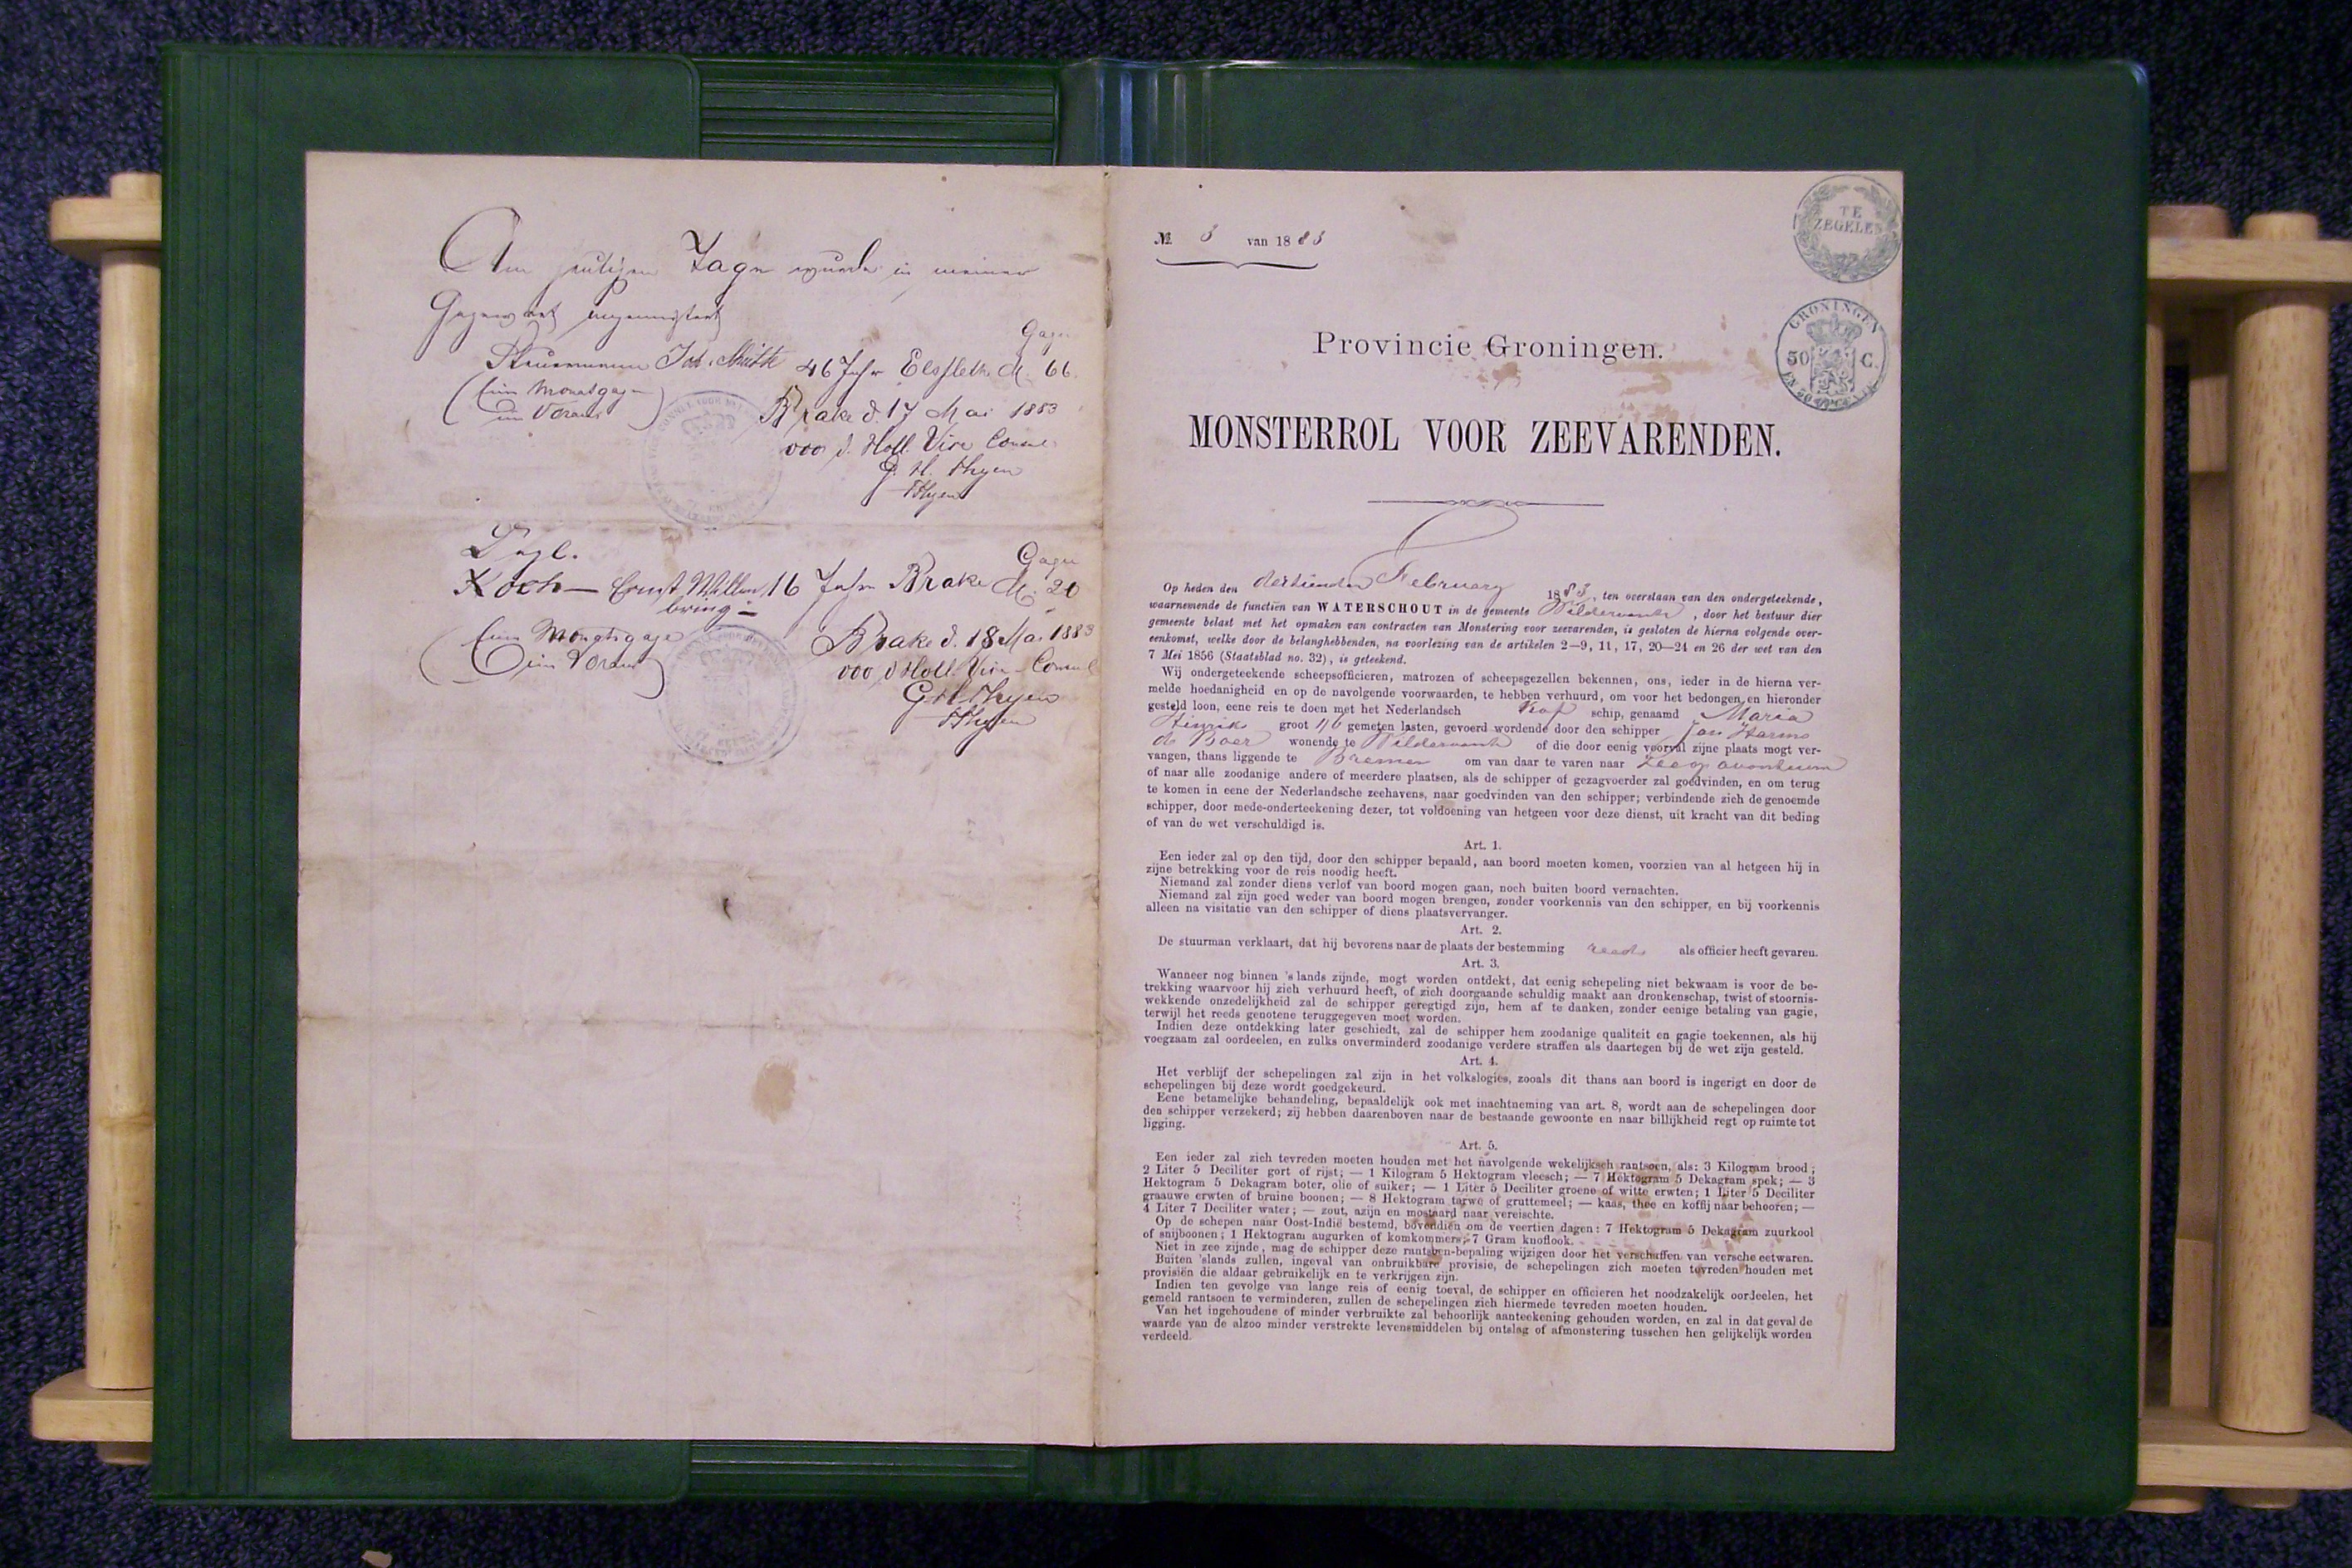 Am heutigen Tage wurde in meiner
Gegenwart angemustert
Gage
Steuermann Joh. 46 Jahr Elsfleth M. 66.
(Eine Monatgage
im Voraus)
Brake d. 17 Mai 1883
d. Holl. Vice Consul
G. H. Thyen
Thyen
Dsgl.
Gage
Koch — Ernst Willen 16 Jahr Brake M. 20
bring =
(Eine Monatsgage
im Voraus)
Brake d. 18 Mai 1883
d Holl. Vice-Consul
G. H. Thyen
Thyen
TE
ZEGELEN
№ 3 van 1883
GRONINGEN
50 C.
EN 50 OPCENTN
Provincie Groningen.
MONSTERROL VOOR ZEEVARENDEN.
Op heden den dertienden February 1883, ten overstaan van den ondergeteekende,
waarnemende de functiën van WATERSCHOUT in de gemeente Wildervank, door het bestuur dier
gemeente belast met het opmaken van contracten van Monstering voor zeevarenden, is gesloten de hierna volgende over-
eenkomst, welke door de belanghebbenden, na voorlezing van de artikelen 2—9, 11, 17, 20—24 en 26 der wet van den
7 Mei 1856 (Staatsblad no. 32), is geteekend.
Wij ondergeteekende scheepsofficieren, matrozen of scheepsgezellen bekennen, ons, ieder in de hierna ver-
melde hoedanigheid en op de navolgende voorwaarden, te hebben verhuurd, om voor het bedongen en hieronder
gesteld loon, eene reis te doen met het Nederlandsch Kof schip, genaamd Maria
Hinrika groot gemeten lasten, gevoerd wordende door den schipper Jan Harms
de Boer wonende te Wildervank of die door eenig voorval zijne plaats mogt ver-
vangen, thans liggende te Bremen om van daar te varen naar zee op avontuur
of naar alle zoodanige andere of meerdere plaatsen, als de schipper of gezagvoerder zal goedvinden, en om terug
te komen in eene der Nederlandsche zeehavens, naar goedvinden van den schipper; verbindende zich de genoemde
schipper, door mede-onderteekening dezer, tot voldoening van hetgeen voor deze dienst, uit kracht van dit beding
of van de wet verschuldigd is.
Art. 1.
Een ieder zal op den tijd, door den schipper bepaald, aan boord moeten komen, voorzien van al hetgeen hij in
zijne betrekking voor de reis noodig heeft.
Niemand zal zonder diens verlof van boord mogen gaan, noch buiten boord vernachten.
Niemand zal zijn goed weder van boord mogen brengen, zonder voorkennis van den schipper, en bij voorkennis
alleen na visitatie van den schipper of diens plaatsvervanger.
Art. 2.
De stuurman verklaart, dat hij bevorens naar de plaats der bestemming reeds als officier heeft gevaren.
Art. 3.
Wanneer nog binnen 's lands zijnde, mogt worden ontdekt, dat eenig schepeling niet bekwaam is voor de be-
trekking waarvoor hij zich verhuurd heeft, of zich doorgaande schuldig maakt aan dronkenschap, twist of stoornis-
wekkende onzedelijkheid zal de schipper geregtigd zijn, hem af te danken, zonder eenige betaling van gagie,
terwijl het reeds genotene teruggegeven moet worden.
Indien deze ontdekking later geschiedt, zal de schipper hem zoodanige qualiteit en gagie toekennen, als hij
voegzaam zal oordeelen, en zulks onverminderd zoodanige verdere straffen als daartegen bij de wet zijn gesteld.
Art. 4.
Het verblijf der schepelingen zal zijn in het volkslogies, zooals dit thans aan boord is ingerigt en door de
schepelingen bij deze wordt goedgekeurd.
Eene betamelijke behandeling, bepaaldelijk ook met inachtneming van art. 8, wordt aan de schepelingen door
den schipper verzekerd; zij hebben daarenboven naar de bestaande gewoonte en naar billijkheid regt op ruimte tot
ligging.
Art. 5.
Een ieder zal zich tevreden moeten houden met het navolgende wekelijksch rantsoen, als: 3 Kilogram brood;
2 Liter 5 Deciliter gort of rijst; — 1 Kilogram 5 Hektogram vleesch; — 7 Hektogram 5 Dekagram spek; — 3
Hektogram 5 Dekagram boter, olie of suiker; — 1 Liter 5 Deciliter groene of witte erwten; 1 Liter 5 Deciliter
graauwe erwten of bruine boonen; — 8 Hektogram tarwe of gruttemeel; — kaas, thee en koffij naar behooren; —
4 Liter 7 Deciliter water; — zout, azijn en mostaard naar vereischte.
Op de schepen naar Oost-Indië bestemd, bovendien om de veertien dagen: 7 Hektogram 5 Dekagram zuurkool
of snijboonen; 1 Hektogram augurken of komkommers; 7 Gram knoflook.
Niet in zee zijnde, mag de schipper deze rantsoen-bepaling wijzigen door het verschaffen van versche eetwaren.
Buiten 'slands zullen, ingeval van onbruikbare provisie, de schepelingen zich moeten tevreden houden met
provisiën die aldaar gebruikelijk en te verkrijgen zijn.
Indien ten gevolge van lange reis of eenig toeval, de schipper en officieren het noodzakelijk oordeelen, het
gemeld rantsoen te verminderen, zullen de schepelingen zich hiermede tevreden moeten houden.
Van het ingehoudene of minder verbruikte zal behoorlijk aanteekening gehouden worden, en zal in dat geval de
waarde van de alzoo minder verstrekte levensmiddelen bij ontslag of afmonstering tusschen hen gelijkelijk worden
verdeeld.